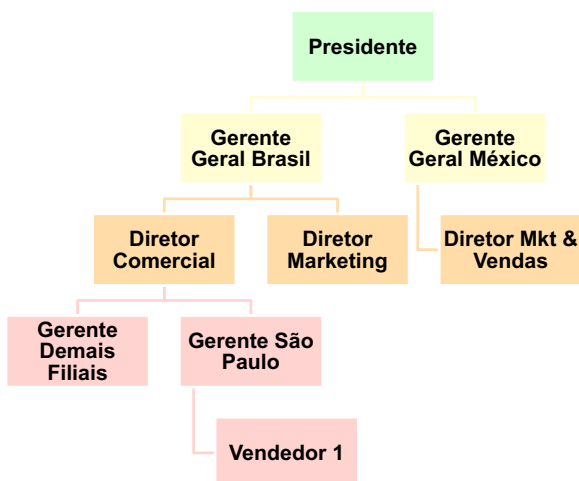 Presidente
Gerente
Geral Brasil
Gerente
Geral México
Diretor
Comercial
Diretor
Marketing
Diretor Mkt &
Vendas
Gerente
Demais
Filiais
Gerente São
Paulo
Vendedor 1